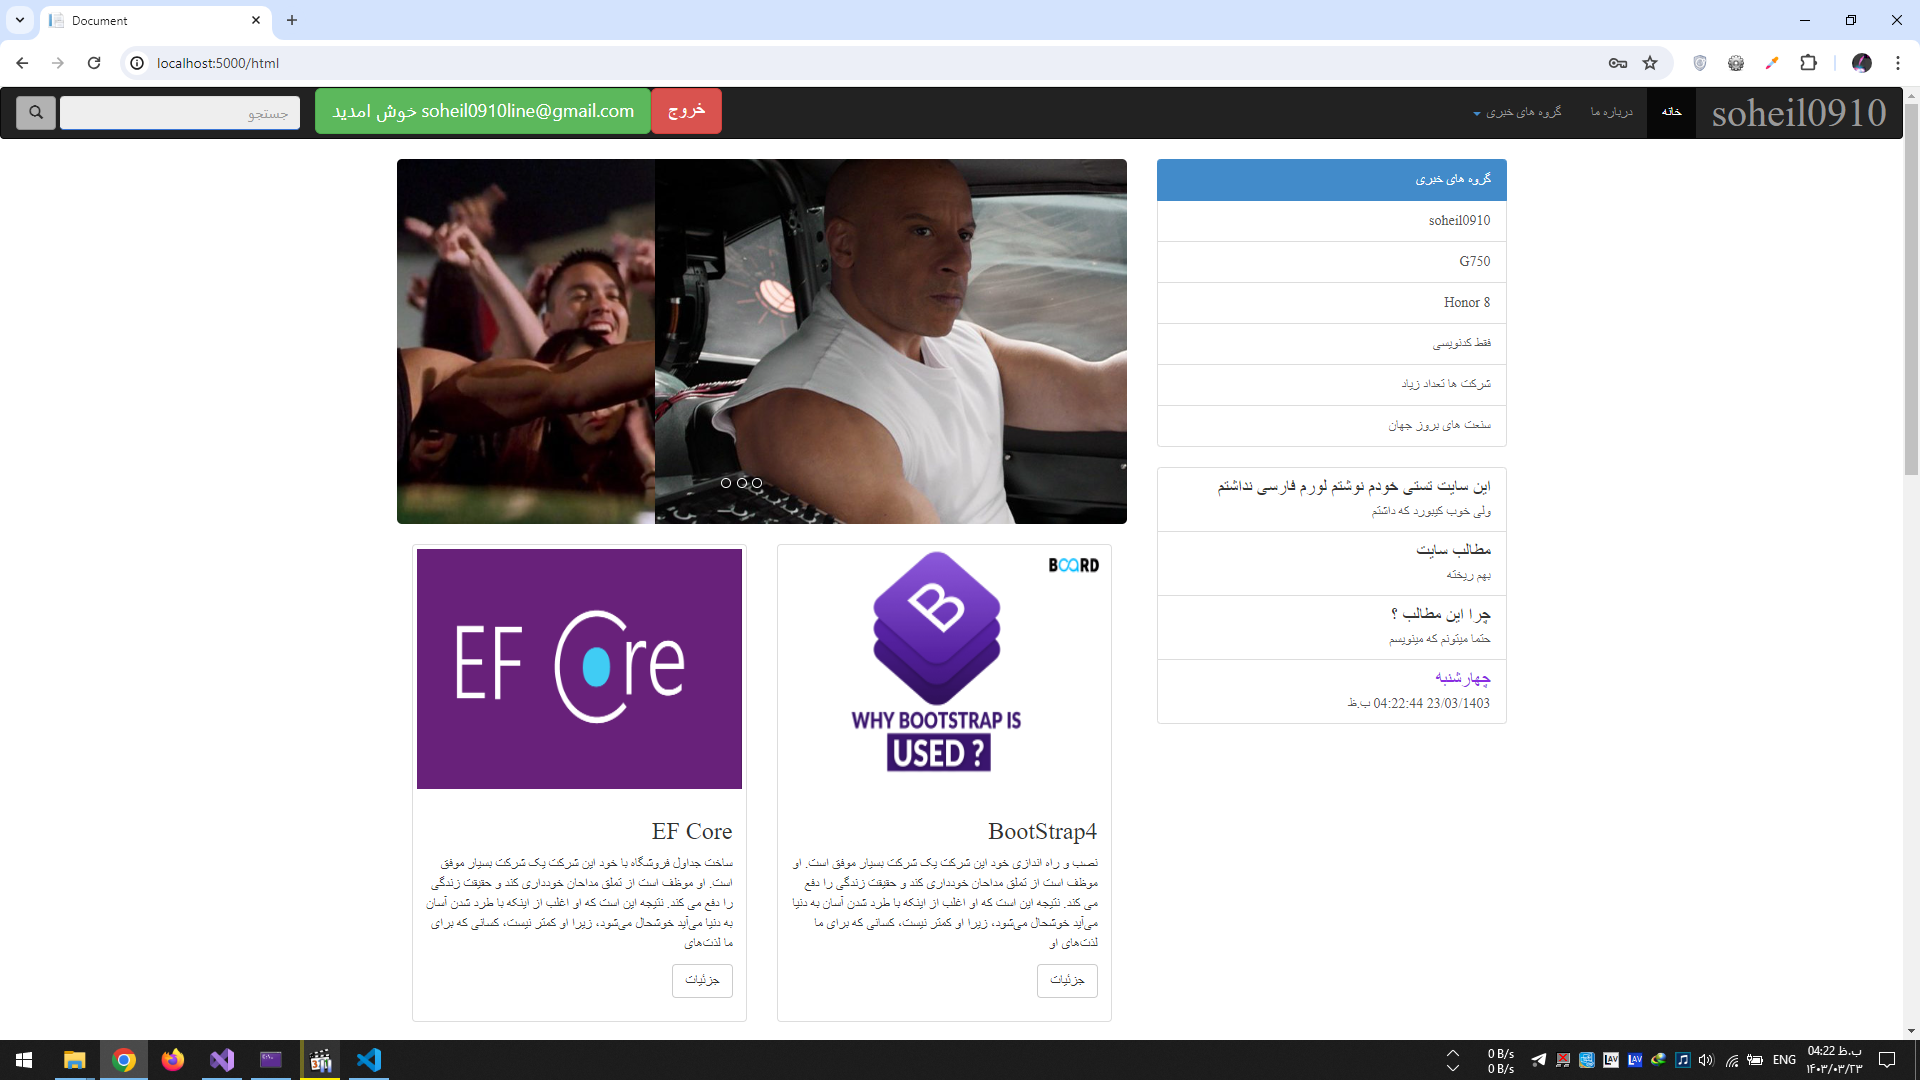 Document
localhost:5000/html
soheil0910
خانه
درباره ما
گروه های خبری
خروج
soheil0910line@gmail.com خوش امدید
جستجو
گروه های خبری
soheil0910
G750
Honor 8
فقط کدنویسی
شرکت ها تعداد زیاد
سنعت های بروز جهان
این سایت تستی خودم نوشتم لورم فارسی نداشتم
ولی خوب کیبورد که داشتم
مطالب سایت
بهم ریخته
چرا این مطالب ؟
حتما میتونم که مینویسم
چهارشنبه
23/03/1403 04:22:44 ب.ظ
BOARD
B
WHY BOOTSTRAP IS
USED ?
BootStrap4
نصب و راه اندازی خود این شرکت یک شرکت بسیار موفق است. او
موظف است از تملق مداحان خودداری کند و حقیقت زندگی را دفع
می کند. نتیجه این است که او اغلب از اینکه با طرد شدن آسان به دنیا
می‌آید خوشحال می‌شود، زیرا او کمتر نیست، کسانی که برای ما
لذت‌های او
جزئیات
EF Core
EF Core
ساخت جداول فروشگاه با خود این شرکت یک شرکت بسیار موفق
است. او موظف است از تملق مداحان خودداری کند و حقیقت زندگی
را دفع می کند. نتیجه این است که او اغلب از اینکه با طرد شدن آسان
به دنیا می‌آید خوشحال می‌شود، زیرا او کمتر نیست، کسانی که برای
ما لذت‌های
جزئیات
0 B/s
0 B/s
LAV
LAV
ENG
04:22 ب.ظ
۱۴۰۳/۰۳/۲۳